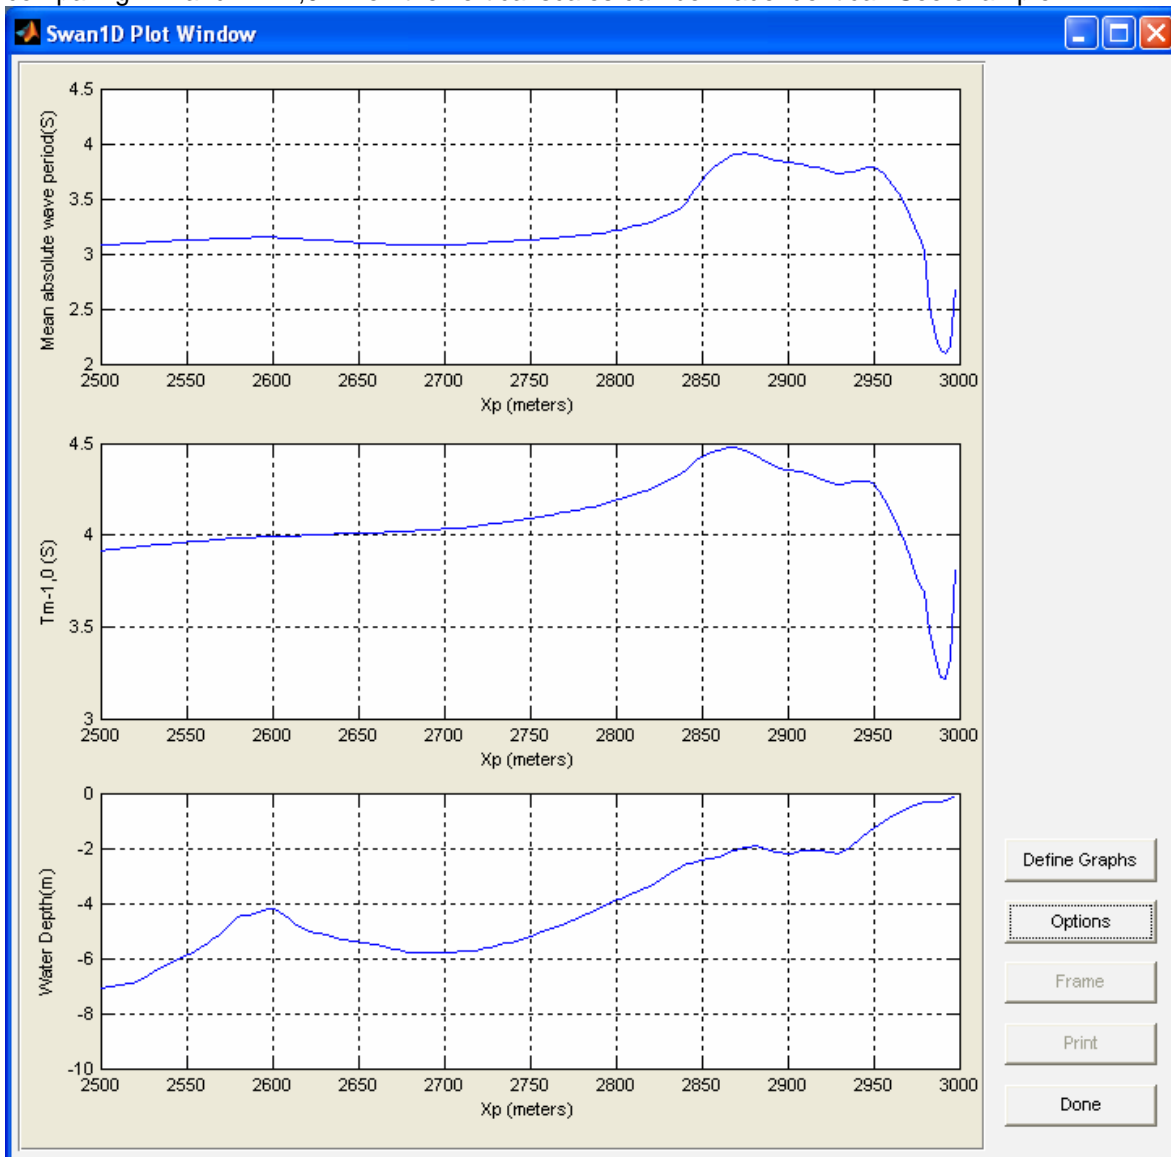 Swan1D Plot Window
4.5
4
3.5
3
2.5
2
Mean absolute wave period(S)
2500 2550 2600 2650 2700 2750 2800 2850 2900 2950 3000
Xp (meters)
4.5
4
3.5
3
Tm-1,0 (S)
2500 2550 2600 2650 2700 2750 2800 2850 2900 2950 3000
Xp (meters)
0
-2
-4
-6
-8
-10
Water Depth(m)
2500 2550 2600 2650 2700 2750 2800 2850 2900 2950 3000
Xp (meters)
Define Graphs
Options
Frame
Print
Done